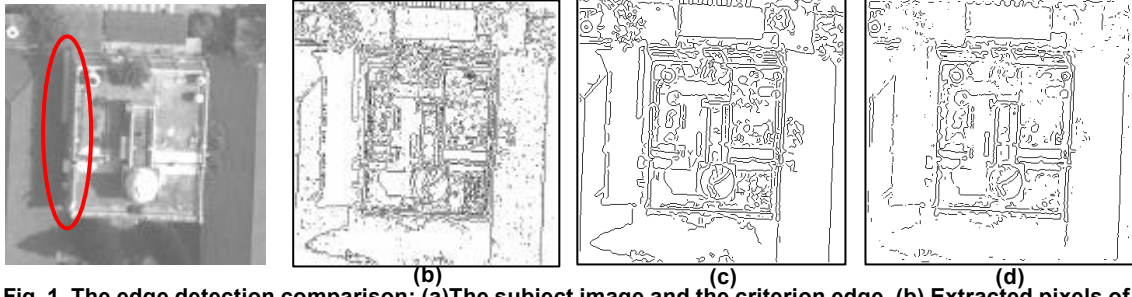 (b) (c) (d)
Fig. 1. The edge detection comparison: (a)The subject image and the criterion edge, (b) Extracted pixels of